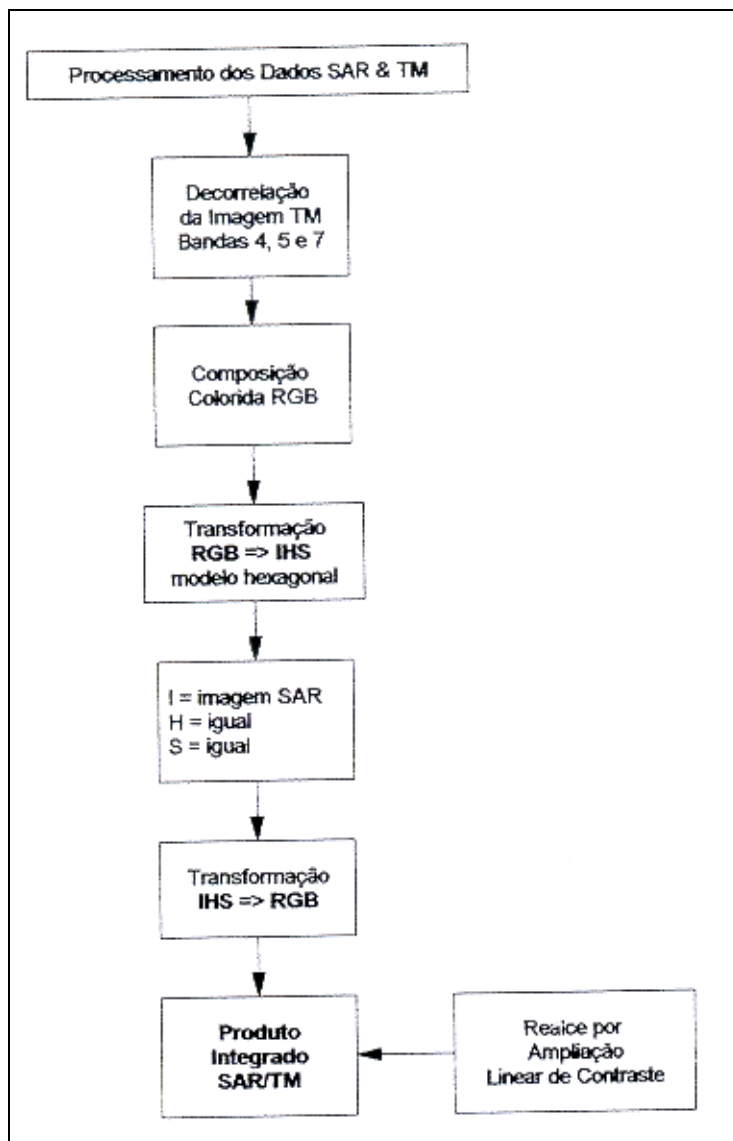 Processamento dos Dados SAR & TM
Decorrelação
da Imagem TM
Bandas 4, 5 e 7
Composição
Colorida RGB
Transformação
RGB => IHS
modelo hexagonal
I = imagem SAR
H = igual
S = igual
Transformação
IHS => RGB
Produto
Integrado
SAR/TM
Realce por
Ampliação
Linear de Contraste